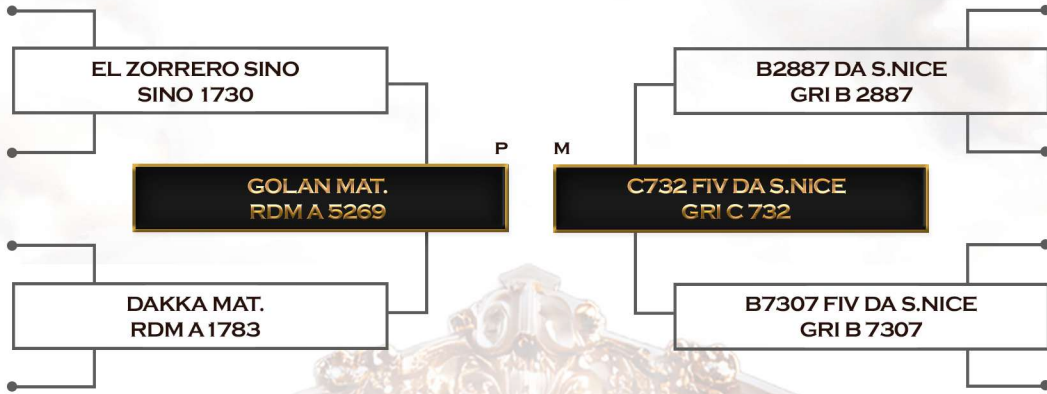 EL ZORRERO SINO
SINO 1730
B2887 DA S.NICE
GRI B 2887
P
M
GOLAN MAT.
RDM A 5269
C732 FIV DA S.NICE
GRI C 732
DAKKA MAT.
RDM A 1783
B7307 FIV DA S.NICE
GRI B 7307